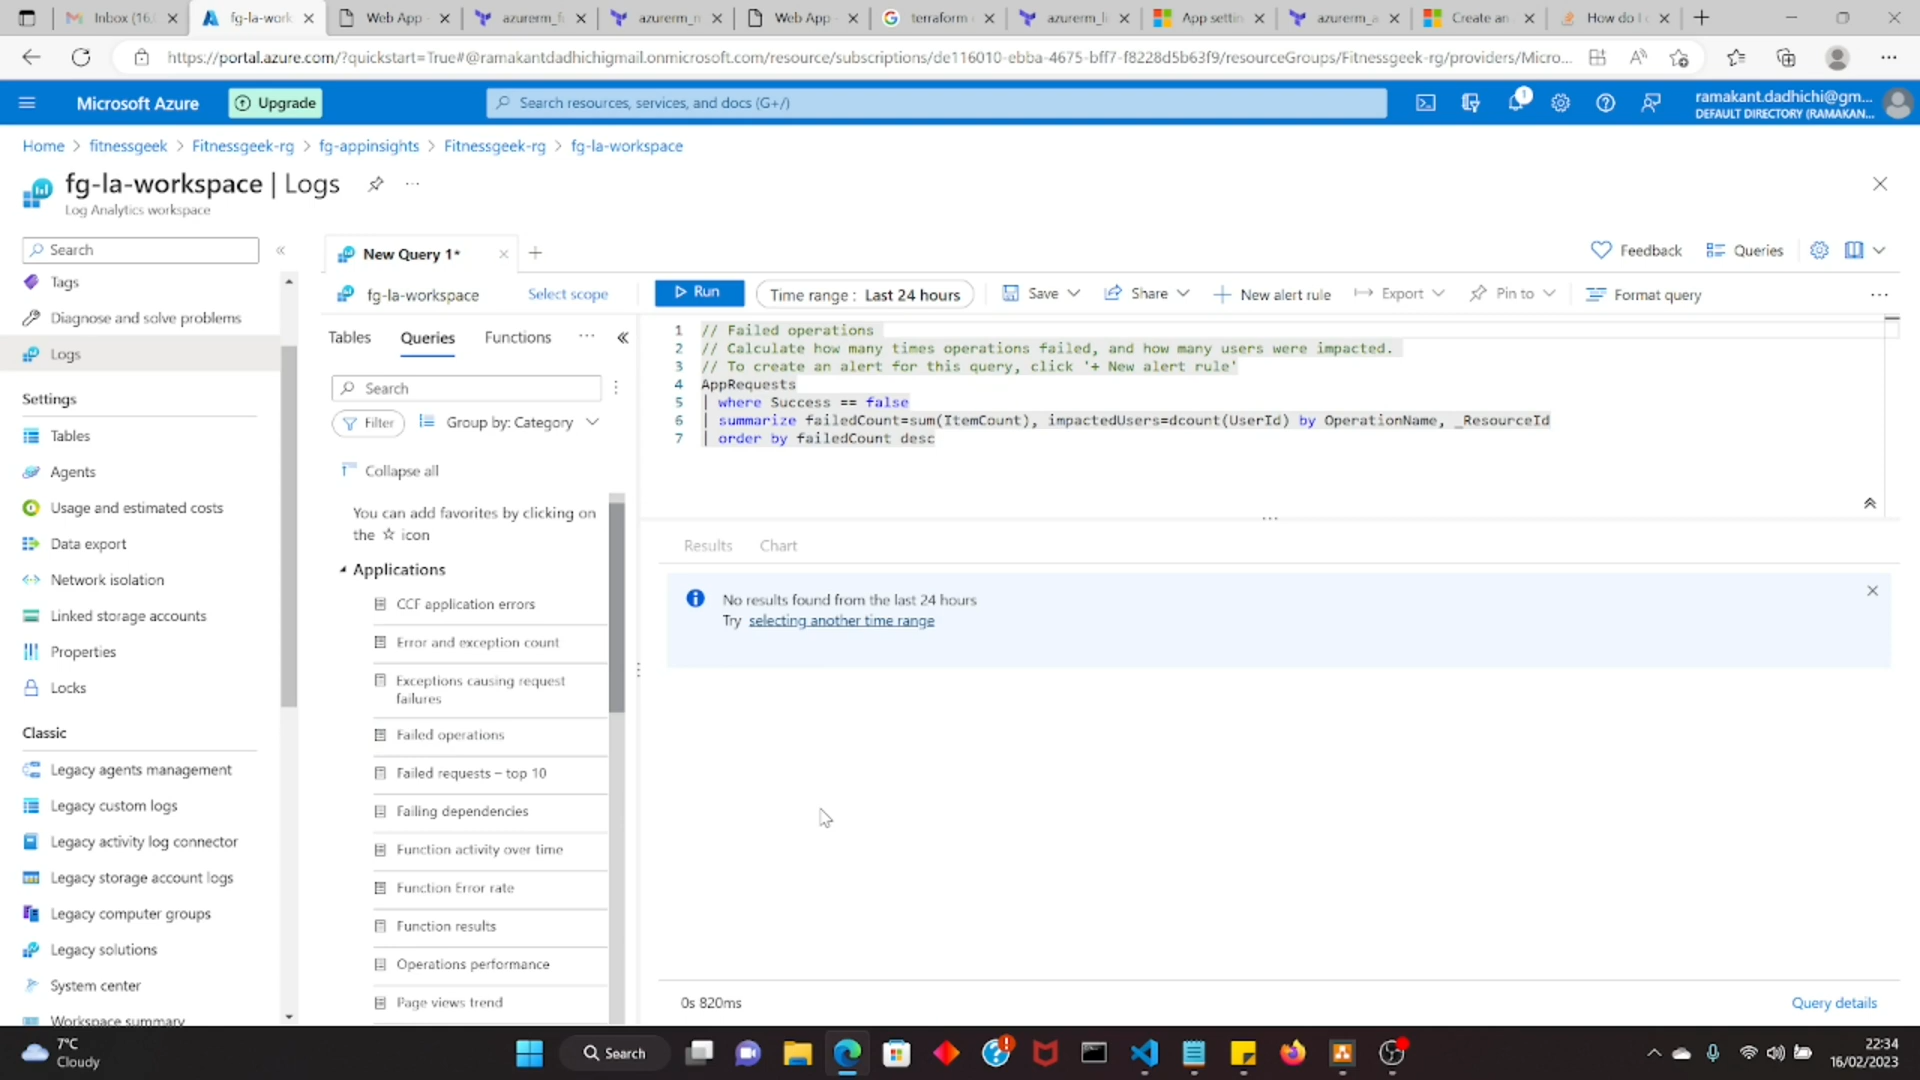 Inbox (16,
fg-la-work
Web App -
azurerm_f
azurerm_r
Web App -
terraform
azurerm_l
App settin
azurerm_a
Create an
How do I c
https://portal.azure.com/?quickstart=True#@ramakantdadhichigmail.onmicrosoft.com/resource/subscriptions/de116010-ebba-4675-bff7-f8228d5b63f9/resourceGroups/Fitnessgeek-rg/providers/Micro...
Microsoft Azure
Upgrade
Search resources, services, and docs (G+/)
1
ramakant.dadhichi@gm...
DEFAULT DIRECTORY (RAMAKAN...
Home > fitnessgeek > Fitnessgeek-rg > fg-appinsights > Fitnessgeek-rg > fg-la-workspace
fg-la-workspace | Logs
Log Analytics workspace
Search
Tags
Diagnose and solve problems
Logs
Settings
Tables
Agents
Usage and estimated costs
Data export
Network isolation
Linked storage accounts
Properties
Locks
Classic
Legacy agents management
Legacy custom logs
Legacy activity log connector
Legacy storage account logs
Legacy computer groups
Legacy solutions
System center
Workspace summary
New Query 1*
Feedback
Queries
fg-la-workspace
Select scope
Run
Time range : Last 24 hours
Save
Share
New alert rule
Export
Pin to
Format query
Tables
Queries
Functions
Search
Filter
Group by: Category
Collapse all
You can add favorites by clicking on
the ☆ icon
Applications
CCF application errors
Error and exception count
Exceptions causing request
failures
Failed operations
Failed requests – top 10
Failing dependencies
Function activity over time
Function Error rate
Function results
Operations performance
Page views trend
1 // Failed operations
2 // Calculate how many times operations failed, and how many users were impacted.
3 // To create an alert for this query, click '+ New alert rule'
4 AppRequests
5 | where Success == false
6 | summarize failedCount=sum(ItemCount), impactedUsers=dcount(UserId) by OperationName, _ResourceId
7 | order by failedCount desc
Results
Chart
No results found from the last 24 hours
Try selecting another time range
0s 820ms
Query details
7°C
Cloudy
Search
22:34
16/02/2023